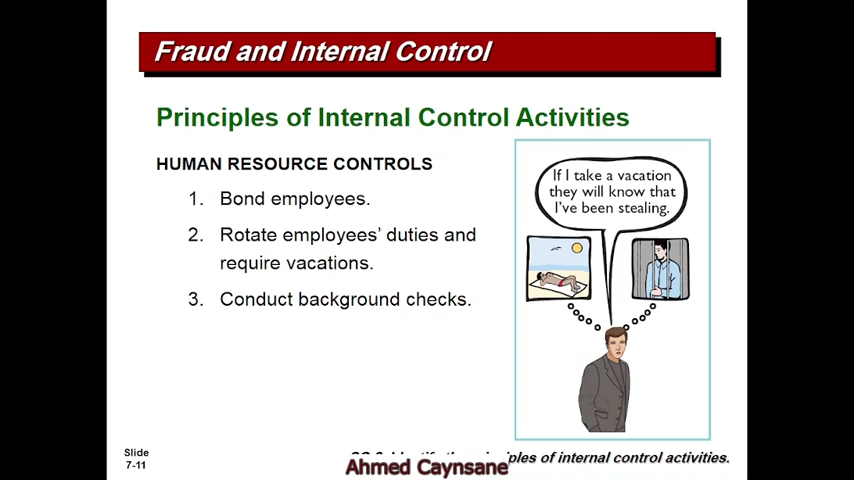 Fraud and Internal Control
Principles of Internal Control Activities
HUMAN RESOURCE CONTROLS
1. Bond employees.
2. Rotate employees' duties and
require vacations.
3. Conduct background checks.
If I take a vacation
they will know that
I've been stealing.
Slide
7-11
principles of internal control activities.
Ahmed Caynsane